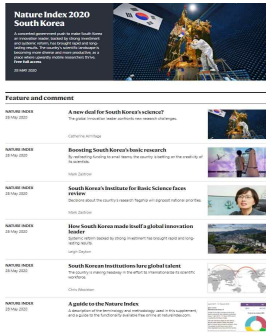 Nature Index 2020
South Korea
A concerted government push to make South Korea
an innovation leader, backed by strong investment
and systemic reform, has brought rapid and long-
lasting results. The country's scientific landscape is
becoming more diverse and more productive, as a
place where upwardly mobile researchers thrive.
Free full access
28 MAY 2020
Feature and comment
NATURE INDEX
28 May 2020
A new deal for South Korea's science?
The global innovation leader confronts new research challenges.
Catherine Armitage
NATURE INDEX
28 May 2020
Boosting South Korea's basic research
By redirecting funding to small teams, the country is betting on the creativity of
its scientists.
Mark Zastrow
NATURE INDEX
28 May 2020
South Korea's Institute for Basic Science faces
review
Decisions about the country's research flagship will signpost national priorities.
Mark Zastrow
NATURE INDEX
28 May 2020
How South Korea made itself a global innovation
leader
Systemic reform backed by strong investment has brought rapid and long-
lasting results.
Leigh Dayton
NATURE INDEX
28 May 2020
South Korean institutions lure global talent
The country is making headway in the effort to internationalize its scientific
workforce.
Chris Woolston
NATURE INDEX
28 May 2020
A guide to the Nature Index
A description of the terminology and methodology used in this supplement,
and a guide to the functionality available free online at natureindex.com.